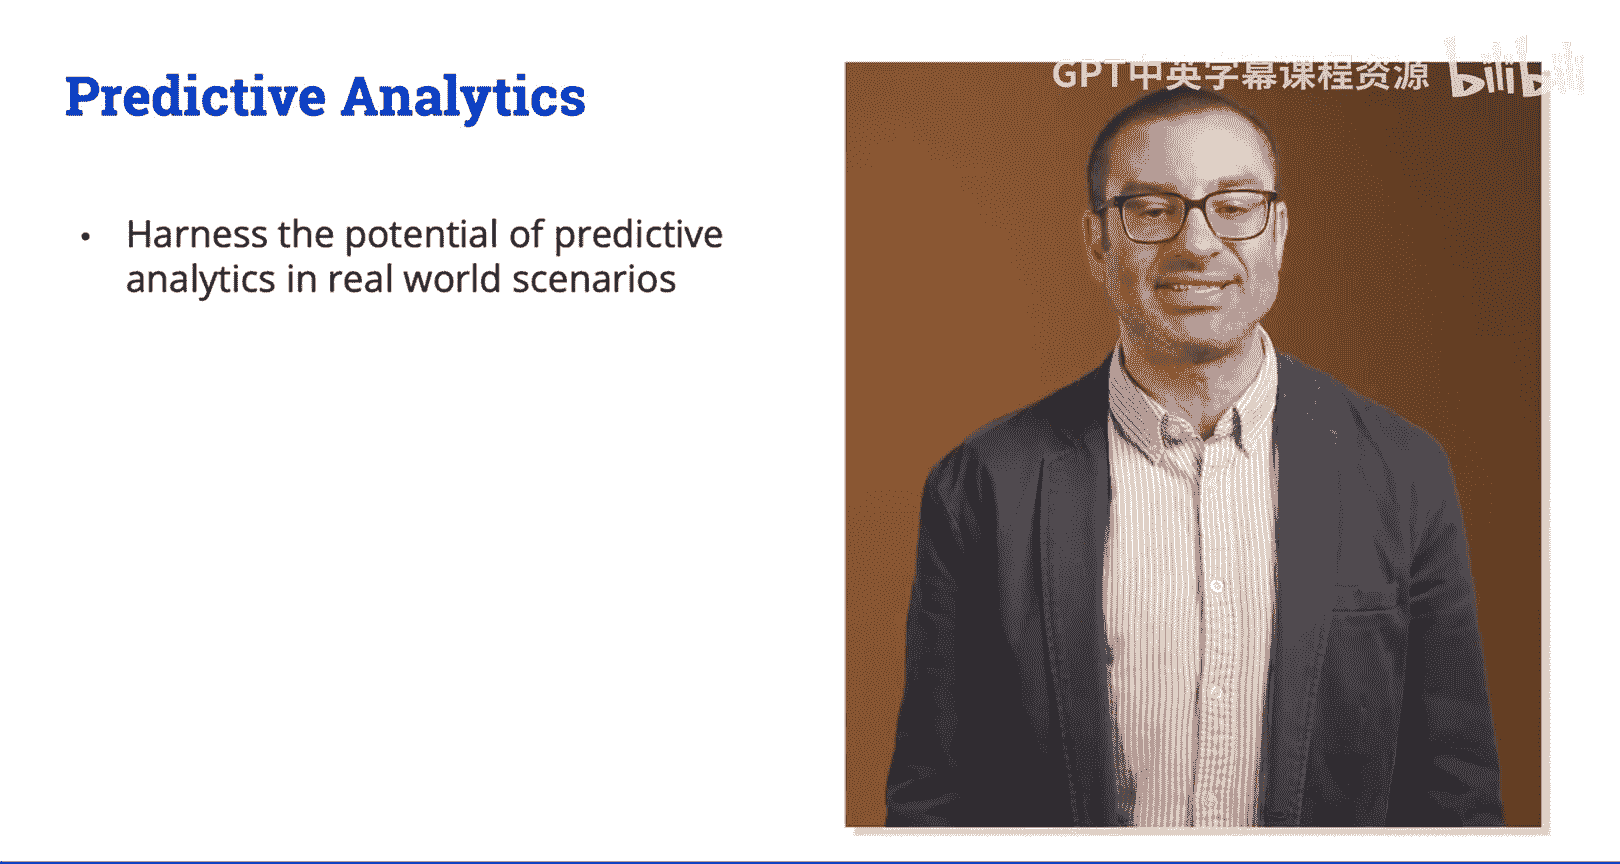 GPT中英字幕课程资源 bilibili
Predictive Analytics
• Harness the potential of predictive
analytics in real world scenarios